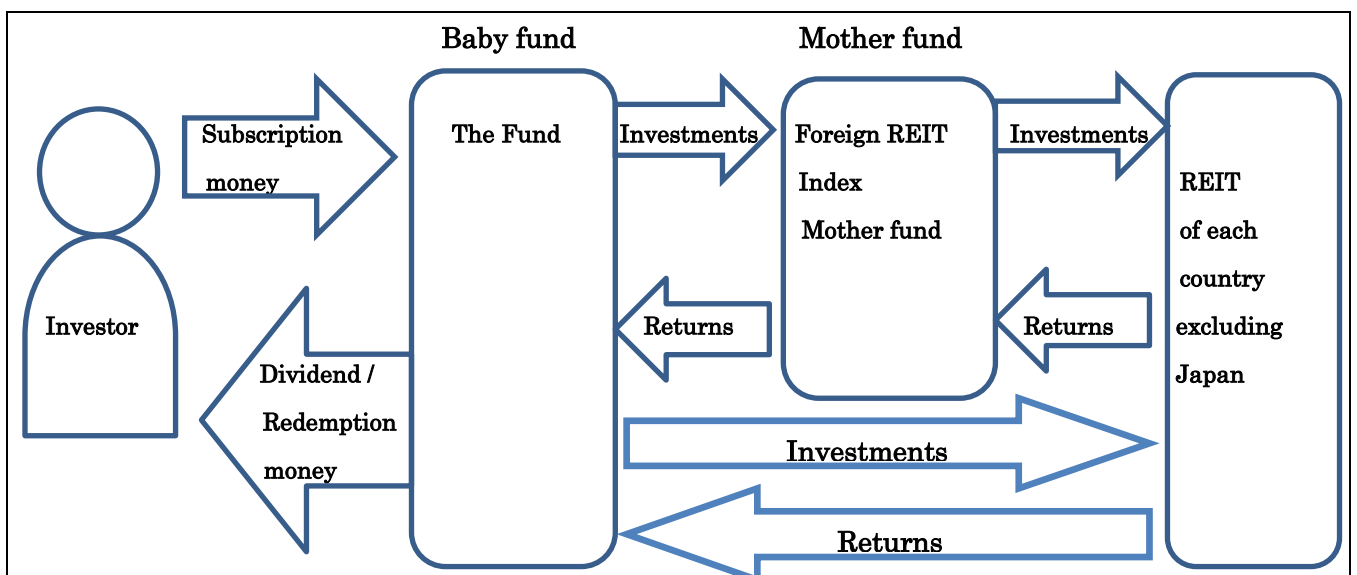 Baby fund
Mother fund
Subscription
money
The Fund
Investments
Foreign REIT
Index
Mother fund
Investments
REIT
of each
country
excluding
Japan
Investor
Returns
Returns
Dividend /
Redemption
money
Investments
Returns